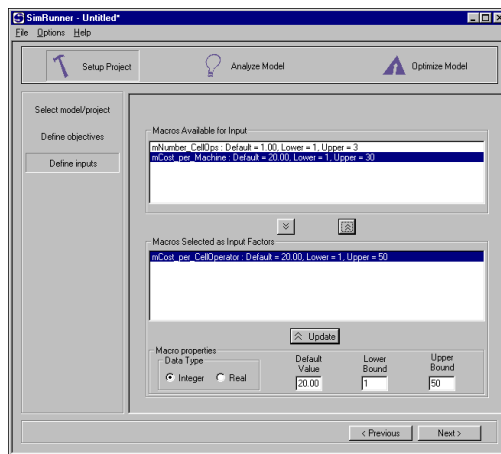 SimRunner - Untitled*
File Options Help
Setup Project
Analyze Model
Optimize Model
Select model/project
Define objectives
Define inputs
Macros Available for Input
mNumber_CellOps : Default = 1.00, Lower = 1, Upper = 3
mCost_per_Machine : Default = 20.00, Lower = 1, Upper = 30
Macros Selected as Input Factors
mCost_per_CellOperator : Default = 20.00, Lower = 1, Upper = 50
Update
Macro properties
Data Type
Integer Real
Default Value
Lower Bound
Upper Bound
20.00 1 50
< Previous Next >